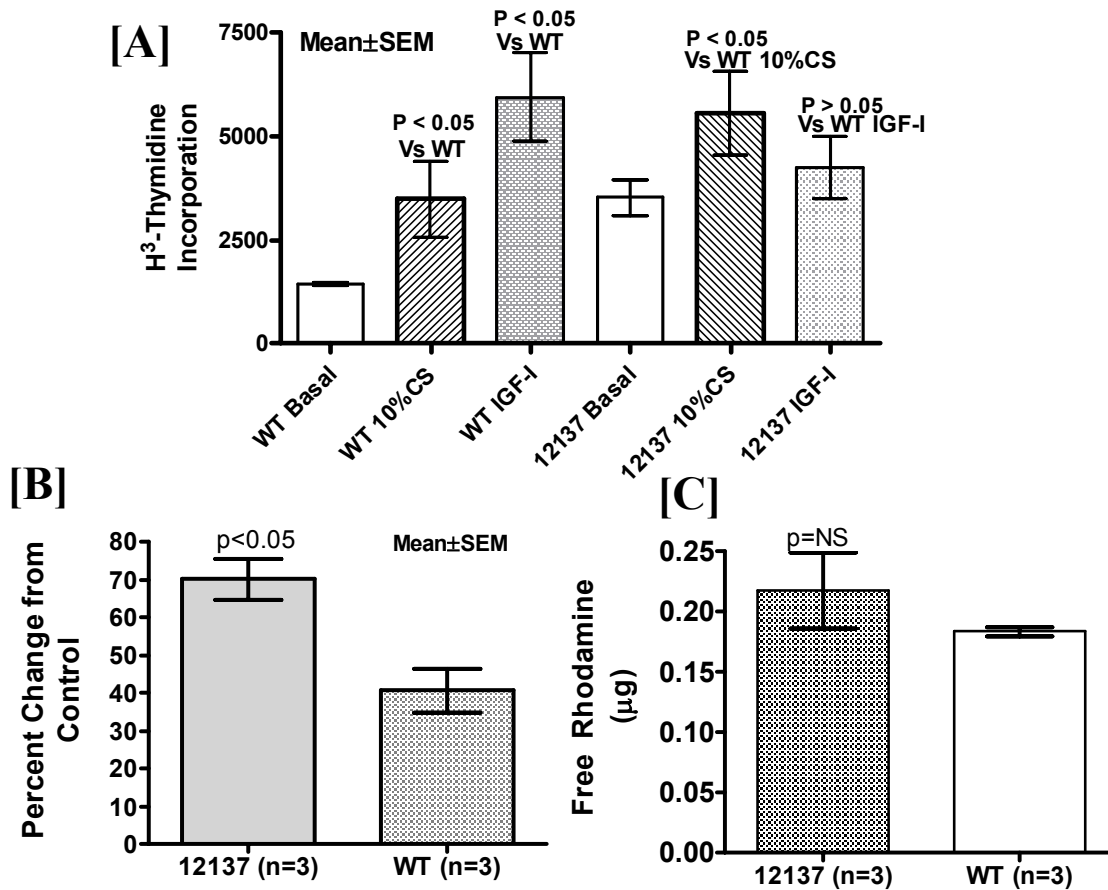 [A]
Mean±SEM
P < 0.05
Vs WT
P < 0.05
Vs WT
P < 0.05
Vs WT 10%CS
P > 0.05
Vs WT IGF-I
H³-Thymidine
Incorporation
7500
5000
2500
0
WT Basal
WT 10%CS
WT IGF-I
12137 Basal
12137 10%CS
12137 IGF-I
[B]
p<0.05
Mean±SEM
Percent Change from
Control
80
70
60
50
40
30
20
10
0
12137 (n=3)
WT (n=3)
[C]
p=NS
Free Rhodamine
(μg)
0.25
0.20
0.15
0.10
0.05
0.00
12137 (n=3)
WT (n=3)